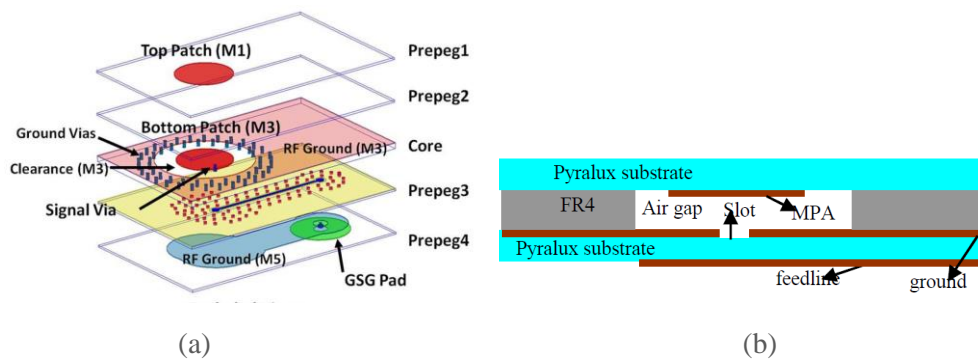 Top Patch (M1)
Prepeg1
Prepeg2
Ground Vias
Bottom Patch (M3)
RF Ground (M3)
Core
Clearance (M3)
Signal Via
Prepeg3
Prepeg4
RF Ground (M5)
GSG Pad
(a)
Pyralux substrate
FR4
Air gap
Slot
MPA
Pyralux substrate
feedline
ground
(b)